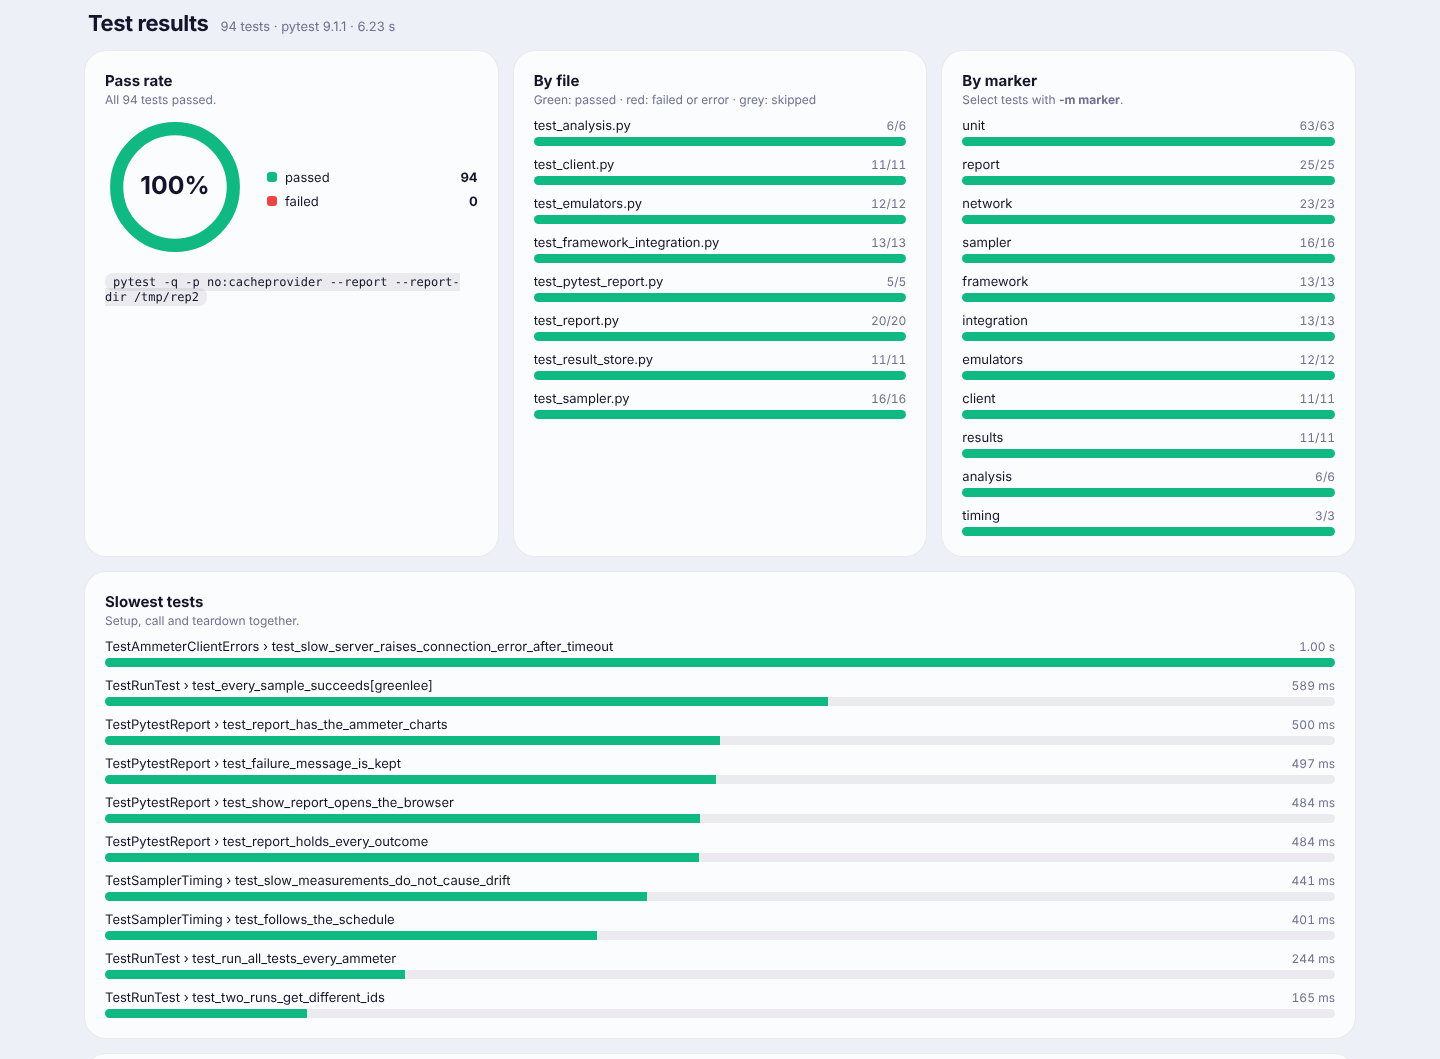 Test results 94 tests · pytest 9.1.1 · 6.23 s
Pass rate
All 94 tests passed.
100%
passed 94
failed 0
pytest -q -p no:cacheprovider --report --report-
dir /tmp/rep2
By file
Green: passed · red: failed or error · grey: skipped
test_analysis.py 6/6
test_client.py 11/11
test_emulators.py 12/12
test_framework_integration.py 13/13
test_pytest_report.py 5/5
test_report.py 20/20
test_result_store.py 11/11
test_sampler.py 16/16
By marker
Select tests with -m marker.
unit 63/63
report 25/25
network 23/23
sampler 16/16
framework 13/13
integration 13/13
emulators 12/12
client 11/11
results 11/11
analysis 6/6
timing 3/3
Slowest tests
Setup, call and teardown together.
TestAmmeterClientErrors › test_slow_server_raises_connection_error_after_timeout 1.00 s
TestRunTest › test_every_sample_succeeds[greenlee] 589 ms
TestPytestReport › test_report_has_the_ammeter_charts 500 ms
TestPytestReport › test_failure_message_is_kept 497 ms
TestPytestReport › test_show_report_opens_the_browser 484 ms
TestPytestReport › test_report_holds_every_outcome 484 ms
TestSamplerTiming › test_slow_measurements_do_not_cause_drift 441 ms
TestSamplerTiming › test_follows_the_schedule 401 ms
TestRunTest › test_run_all_tests_every_ammeter 244 ms
TestRunTest › test_two_runs_get_different_ids 165 ms